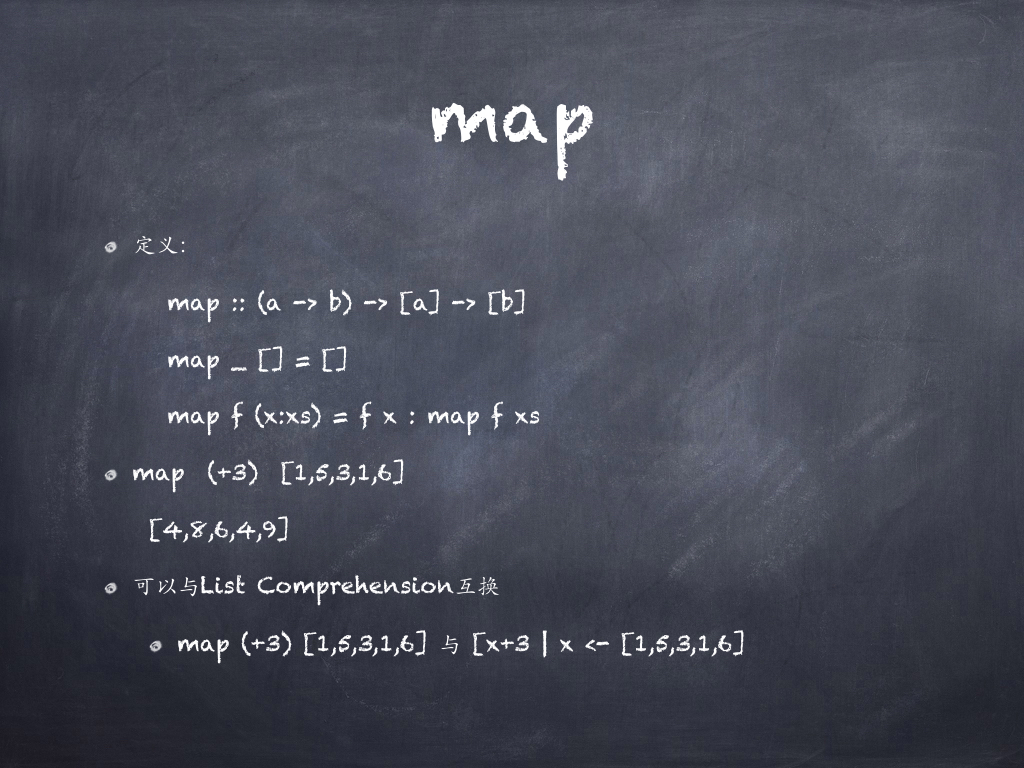 map
定义:
map :: (a -> b) -> [a] -> [b]
map _ [] = []
map f (x:xs) = f x : map f xs
map (+3) [1,5,3,1,6]
[4,8,6,4,9]
可以与List Comprehension互换
map (+3) [1,5,3,1,6] 与 [x+3 | x <- [1,5,3,1,6]